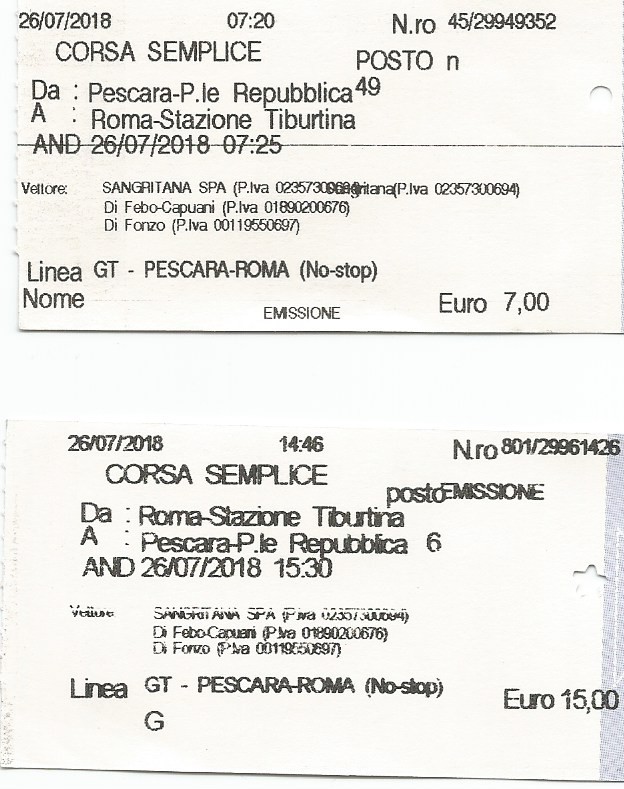 26/07/2018 07:20 N.ro 45/29949352
CORSA SEMPLICE POSTO n
Da : Pescara-P.le Repubblica 49
A : Roma-Stazione Tiburtina
AND 26/07/2018 07:25
Vettore: SANGRITANA SPA (P.Iva 02357300694) Sangritana(P.Iva 02357300694)
Di Febo-Capuani (P.Iva 01890200676)
Di Fonzo (P.Iva 00119550697)
Linea GT - PESCARA-ROMA (No-stop)
Nome EMISSIONE Euro 7,00
26/07/2018 14:46 N.ro 801/29961426
CORSA SEMPLICE
posto EMISSIONE
Da : Roma-Stazione Tiburtina
A : Pescara-P.le Repubblica 6
AND 26/07/2018 15:30
Vettore SANGRITANA SPA (P.Iva 02357300694)
Di Febo-Capuani (P.Iva 01890200676)
Di Fonzo (P.Iva 00119550697)
Linea GT - PESCARA-ROMA (No-stop)
Euro 15,00
G